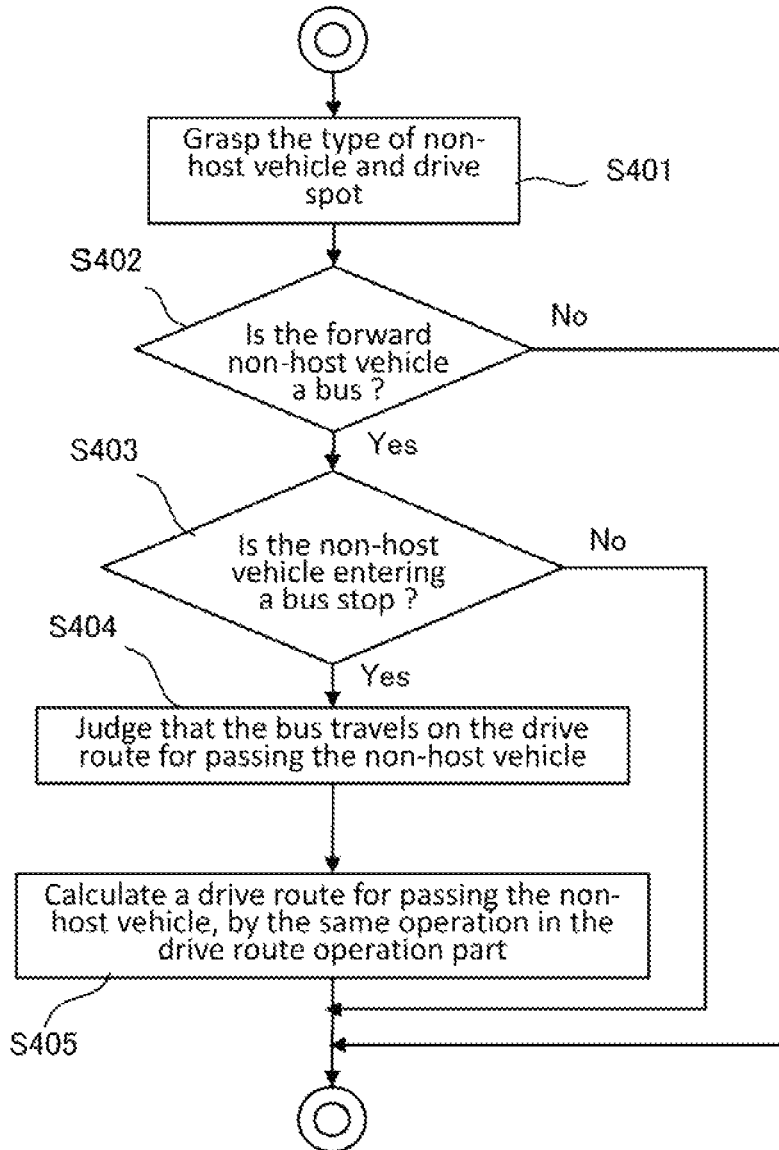 Grasp the type of non-
host vehicle and drive
spot
S401
S402
Is the forward
non-host vehicle
a bus ?
No
Yes
S403
Is the non-host
vehicle entering
a bus stop ?
No
Yes
S404
Judge that the bus travels on the drive
route for passing the non-host vehicle
Calculate a drive route for passing the non-
host vehicle, by the same operation in the
drive route operation part
S405